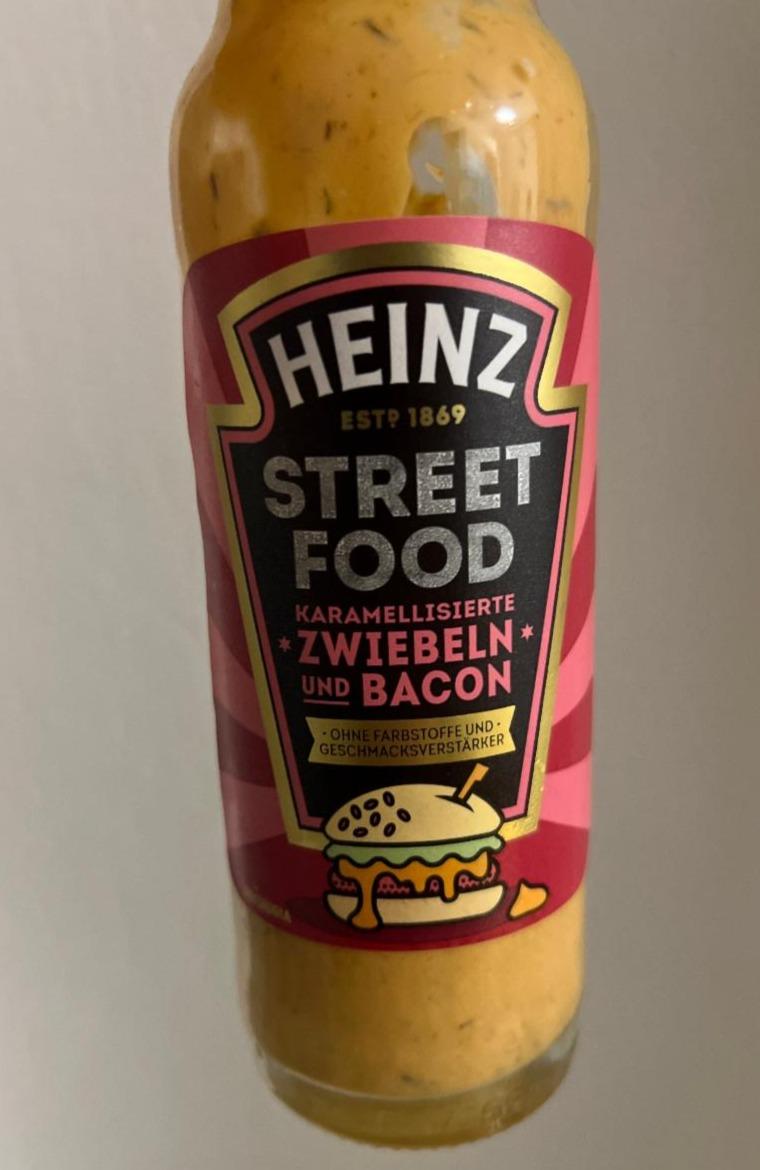 HEINZ
ESTD 1869
STREET
FOOD
KARAMELLISIERTE
ZWIEBELN
UND BACON
· OHNE FARBSTOFFE UND ·
GESCHMACKSVERSTÄRKER